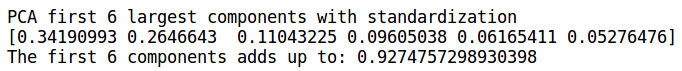 PCA first 6 largest components with standardization
[0.34190993 0.2646643  0.11043225 0.09605038 0.06165411 0.05276476]
The first 6 components adds up to: 0.9274757298930398